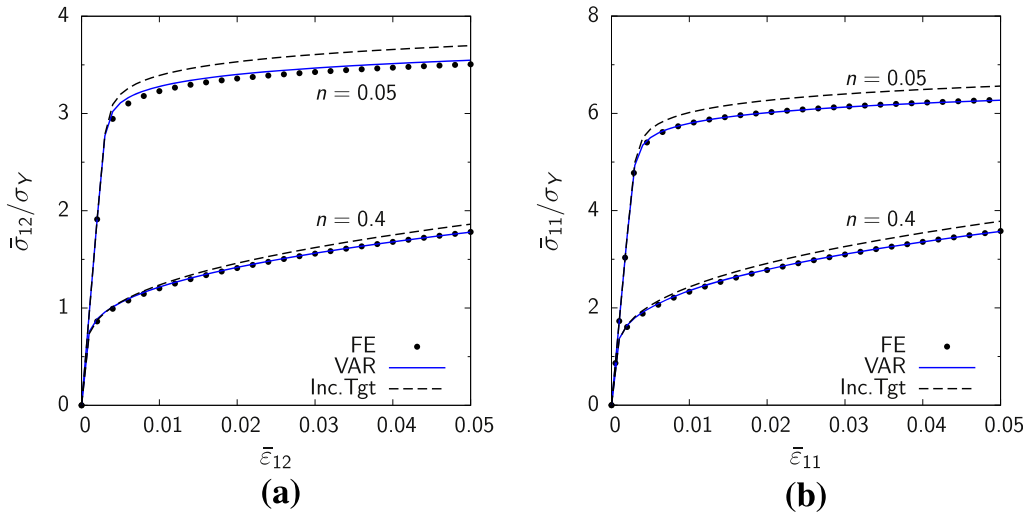 4
3
2
1
0
σ̄12/σY
n = 0.05
n = 0.4
FE
VAR
Inc.Tgt
0 0.01 0.02 0.03 0.04 0.05
ε̄12
(a)
8
6
4
2
0
σ̄11/σY
n = 0.05
n = 0.4
FE
VAR
Inc.Tgt
0 0.01 0.02 0.03 0.04 0.05
ε̄11
(b)